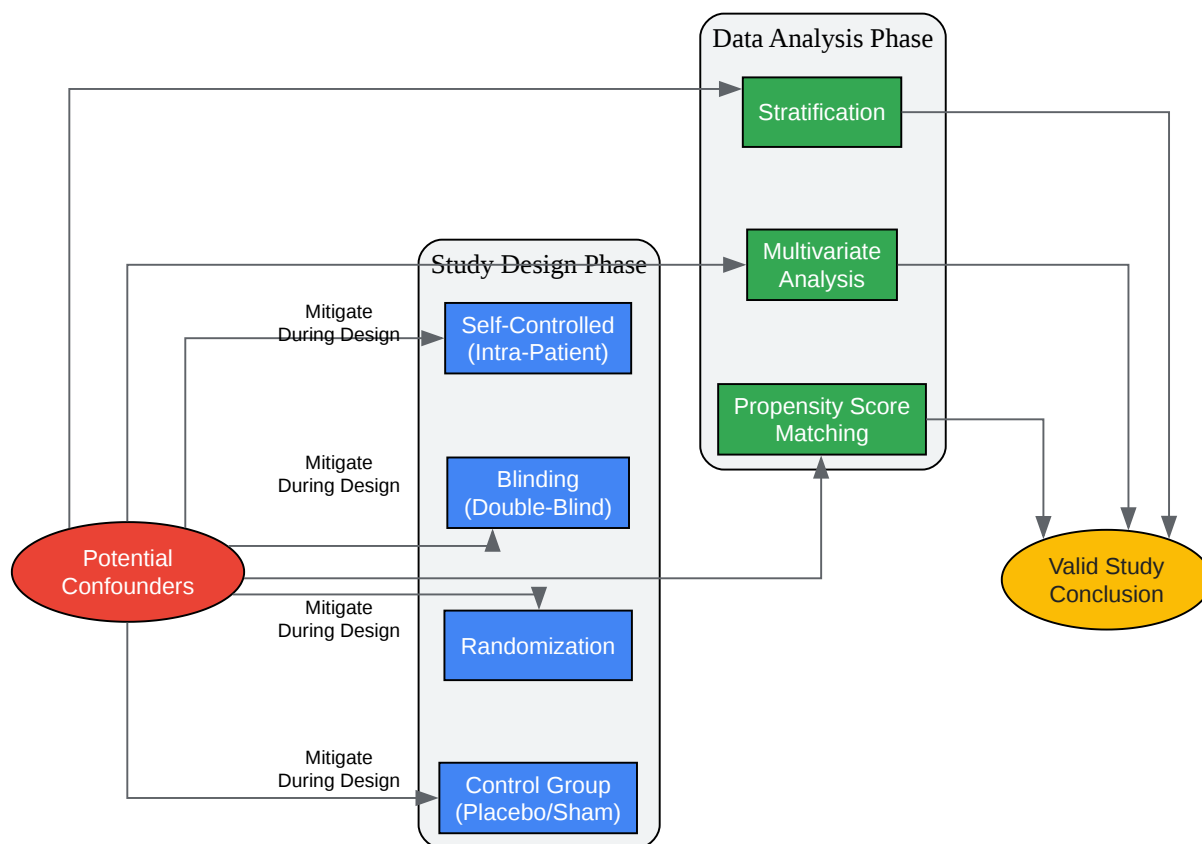 Data Analysis Phase
Stratification
Multivariate
Analysis
Propensity Score
Matching
Study Design Phase
Mitigate
During Design
Self-Controlled
(Intra-Patient)
Mitigate
During Design
Blinding
(Double-Blind)
Potential
Confounders
Valid Study
Conclusion
Mitigate
During Design
Randomization
Mitigate
During Design
Control Group
(Placebo/Sham)